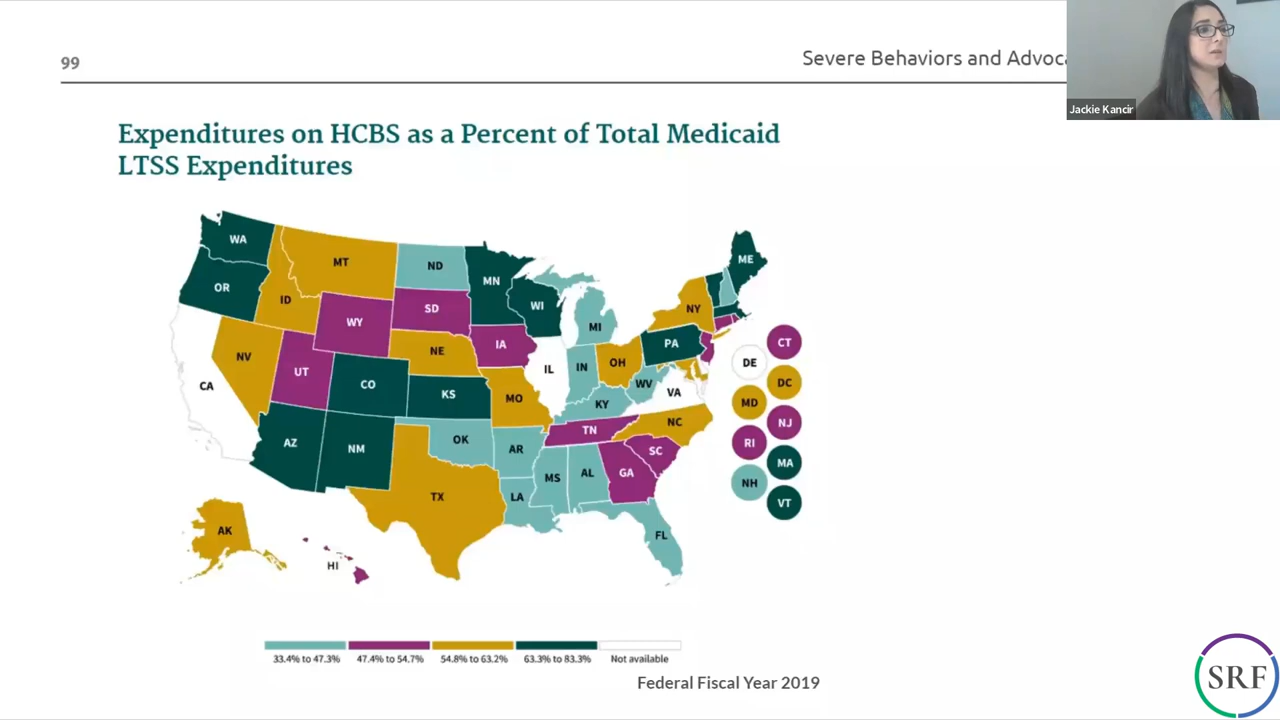 99
Severe Behaviors and Advoca
Jackie Kancir
Expenditures on HCBS as a Percent of Total Medicaid
LTSS Expenditures
WA
OR
MT
ID
ND
MN
SD
WI
WY
NV
UT
CA
CO
NE
IA
KS
MO
IL
MI
IN
OH
PA
NY
ME
WV
VA
KY
NC
TN
SC
GA
AZ
NM
OK
AR
TX
LA
MS
AL
FL
AK
HI
CT
DE
DC
MD
NJ
RI
MA
NH
VT
33.4% to 47.3%
47.4% to 54.7%
54.8% to 63.2%
63.3% to 83.3%
Not available
Federal Fiscal Year 2019
SRF